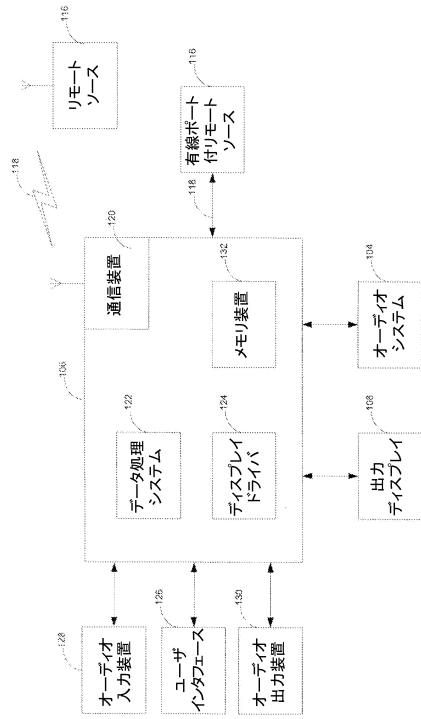 116
リモート
ソース
118
116
有線ポート
付リモート
ソース
118
120
通信装置
132
メモリ装置
106
122
データ処理
システム
124
ディスプレイ
ドライバ
104
オーディオ
システム
108
出力
ディスプレイ
128
オーディオ
入力装置
126
ユーザ
インタフェース
130
オーディオ
出力装置